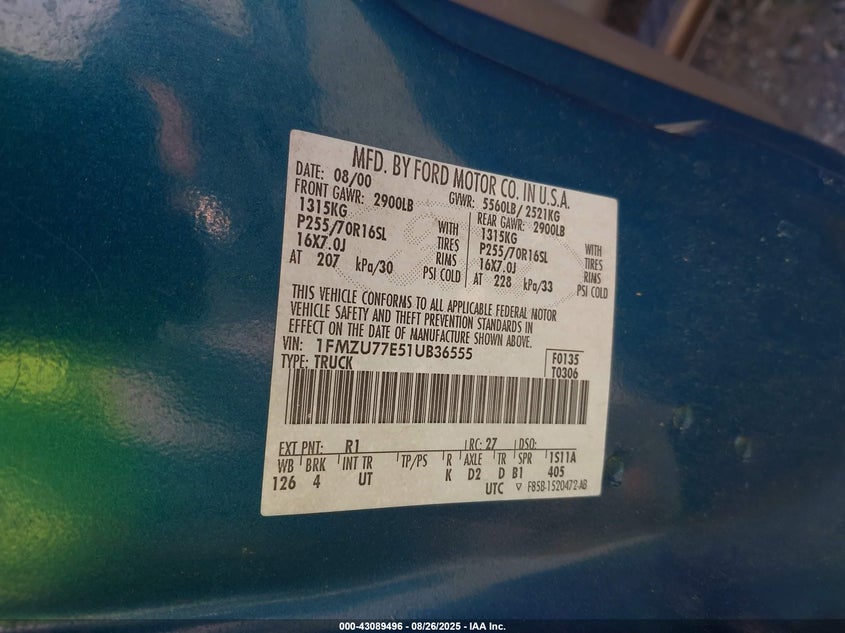 MFD. BY FORD MOTOR CO. IN U.S.A.
DATE: 08/00 GVWR: 5560LB/ 2521KG
FRONT GAWR: 2900LB REAR GAWR: 2900LB
1315KG WITH 1315KG WITH
P255/70R16SL TIRES P255/70R16SL TIRES
16X7.0J RIMS 16X7.0J RIMS
AT 207 kPa/30 PSI COLD AT 228 kPa/33 PSI COLD
THIS VEHICLE CONFORMS TO ALL APPLICABLE FEDERAL MOTOR
VEHICLE SAFETY AND THEFT PREVENTION STANDARDS IN
EFFECT ON THE DATE OF MANUFACTURE SHOWN ABOVE.
VIN: 1FMZU77E51UB36555 F0135
TYPE: TRUCK T0306
EXT PNT: R1 RC: 27 DSO:
WB BRK INT TR TP/PS R AXLE TR SPR 1S11A
126 4 UT K D2 D B1 405
UTC ▽ F85B-1520472-AB
000-43089496 - 08/26/2025 - IAA Inc.